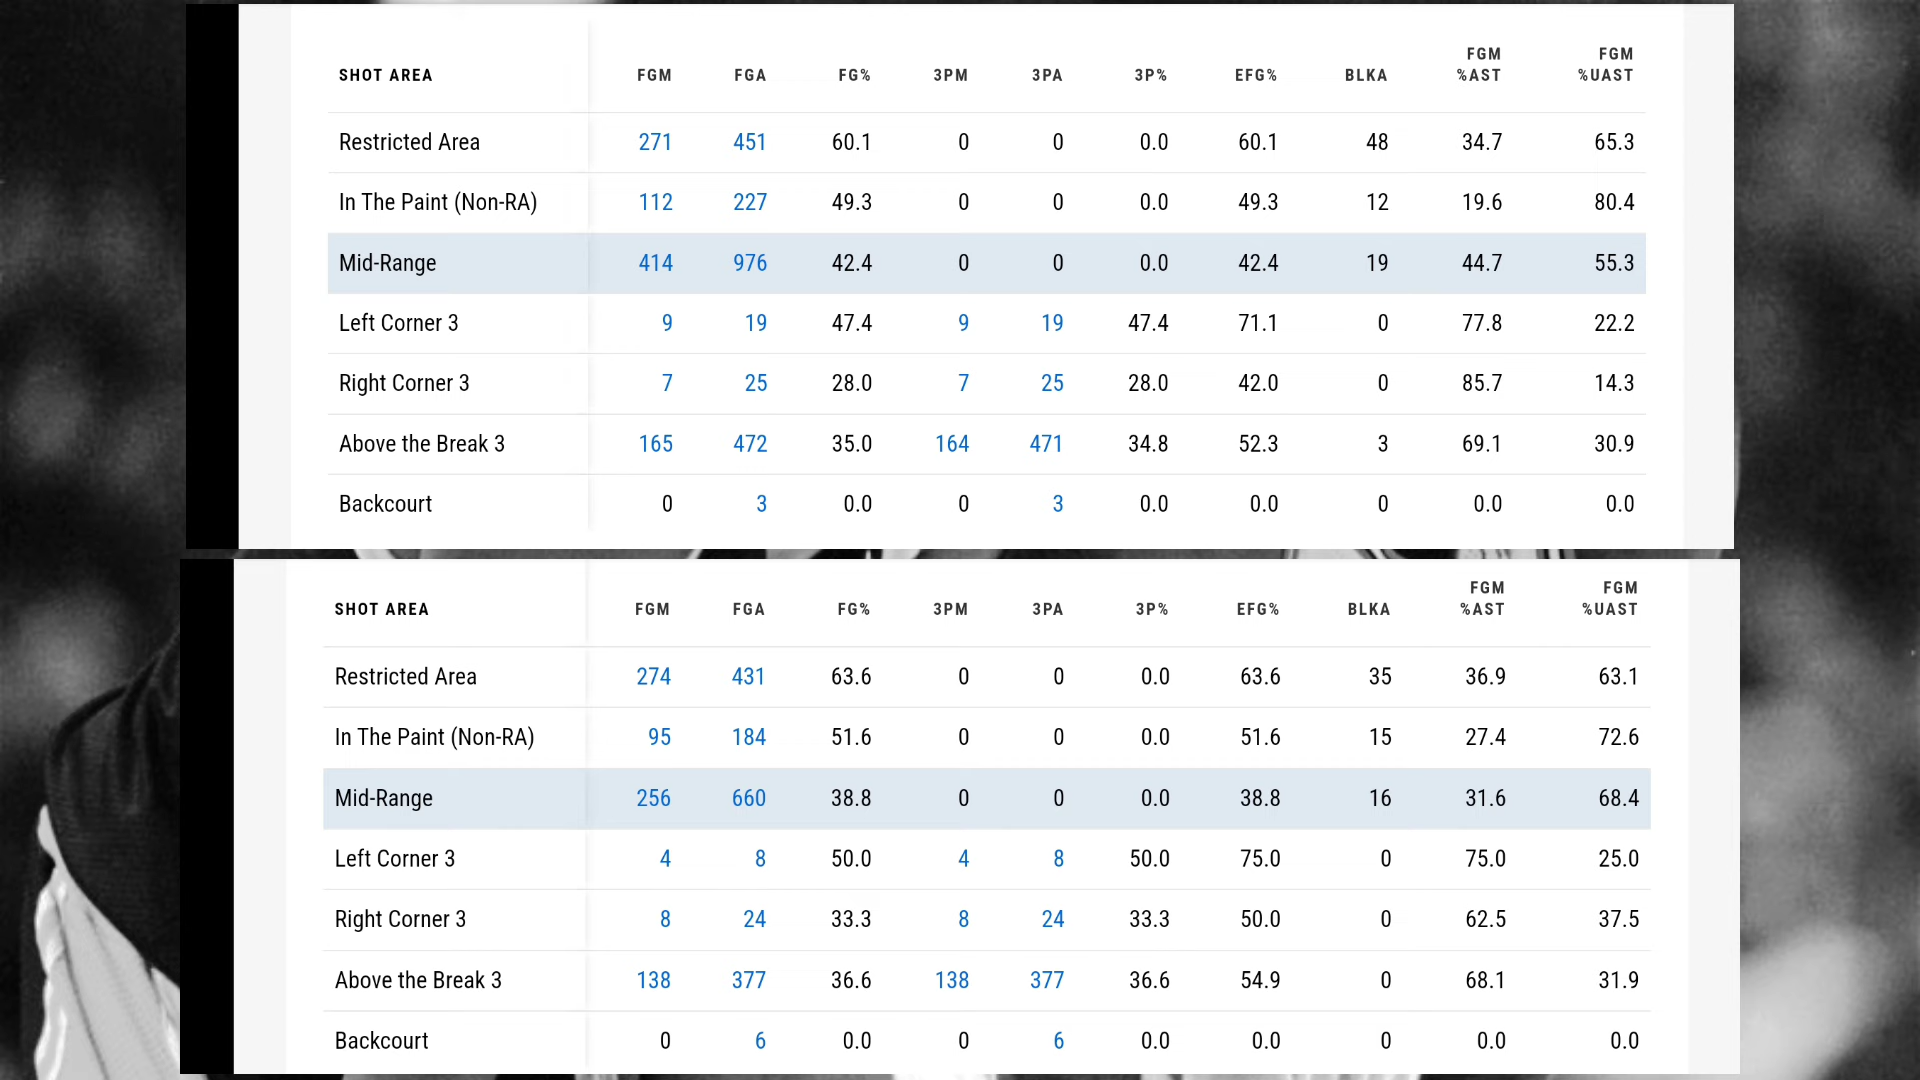 SHOT AREA FGM FGA FG% 3PM 3PA 3P% EFG% BLKA FGM %AST FGM %UAST
Restricted Area 271 451 60.1 0 0 0.0 60.1 48 34.7 65.3
In The Paint (Non-RA) 112 227 49.3 0 0 0.0 49.3 12 19.6 80.4
Mid-Range 414 976 42.4 0 0 0.0 42.4 19 44.7 55.3
Left Corner 3 9 19 47.4 9 19 47.4 71.1 0 77.8 22.2
Right Corner 3 7 25 28.0 7 25 28.0 42.0 0 85.7 14.3
Above the Break 3 165 472 35.0 164 471 34.8 52.3 3 69.1 30.9
Backcourt 0 3 0.0 0 3 0.0 0.0 0 0.0 0.0
SHOT AREA FGM FGA FG% 3PM 3PA 3P% EFG% BLKA FGM %AST FGM %UAST
Restricted Area 274 431 63.6 0 0 0.0 63.6 35 36.9 63.1
In The Paint (Non-RA) 95 184 51.6 0 0 0.0 51.6 15 27.4 72.6
Mid-Range 256 660 38.8 0 0 0.0 38.8 16 31.6 68.4
Left Corner 3 4 8 50.0 4 8 50.0 75.0 0 75.0 25.0
Right Corner 3 8 24 33.3 8 24 33.3 50.0 0 62.5 37.5
Above the Break 3 138 377 36.6 138 377 36.6 54.9 0 68.1 31.9
Backcourt 0 6 0.0 0 6 0.0 0.0 0 0.0 0.0